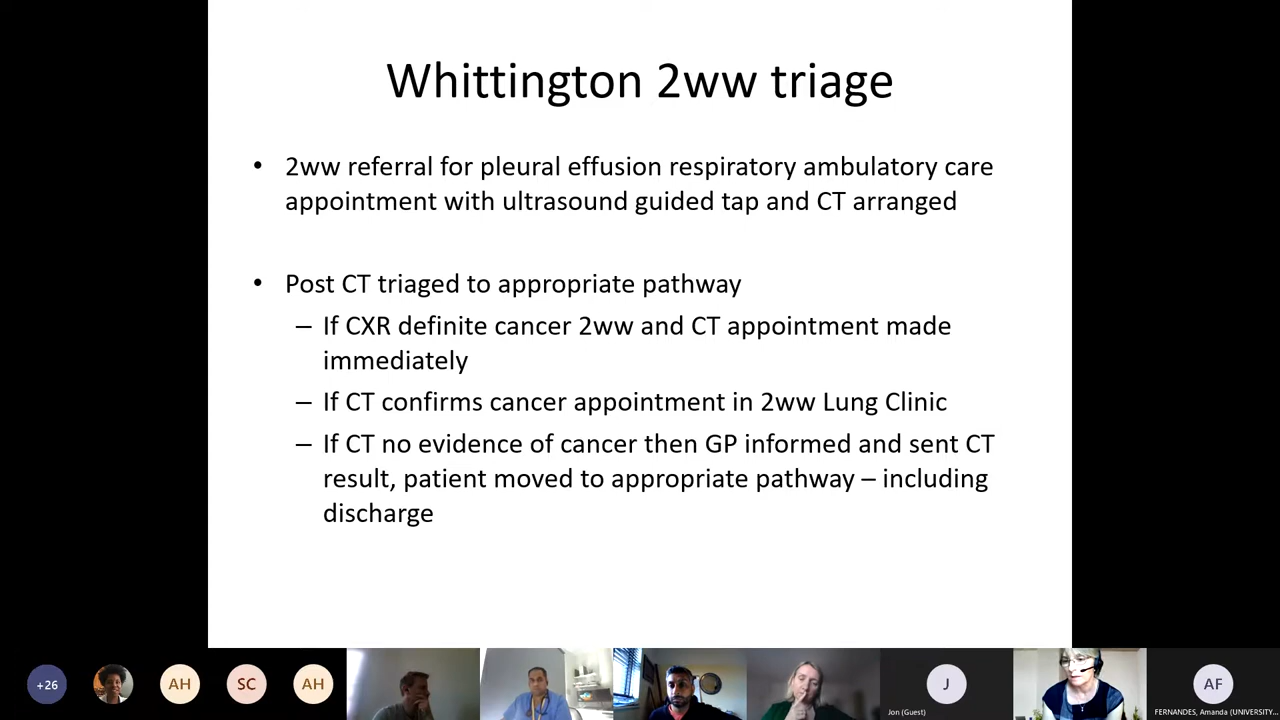 Whittington 2ww triage
• 2ww referral for pleural effusion respiratory ambulatory care
appointment with ultrasound guided tap and CT arranged
• Post CT triaged to appropriate pathway
– If CXR definite cancer 2ww and CT appointment made
immediately
– If CT confirms cancer appointment in 2ww Lung Clinic
– If CT no evidence of cancer then GP informed and sent CT
result, patient moved to appropriate pathway – including
discharge
+26
AH
SC
AH
J
AF
Jon (Guest)
FERNANDES, Amanda (UNIVERSITY...